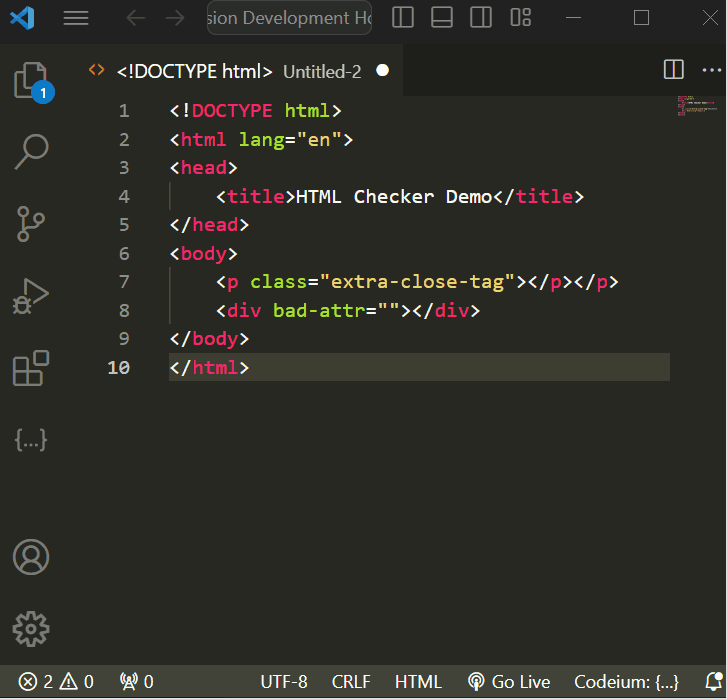 sion Development Ho
<!DOCTYPE html> Untitled-2
1
1 <!DOCTYPE html>
2 <html lang="en">
3 <head>
4     <title>HTML Checker Demo</title>
5 </head>
6 <body>
7     <p class="extra-close-tag"></p></p>
8     <div bad-attr=""></div>
9 </body>
10 </html>
{...}
2 0 0 UTF-8 CRLF HTML Go Live Codeium: {...}